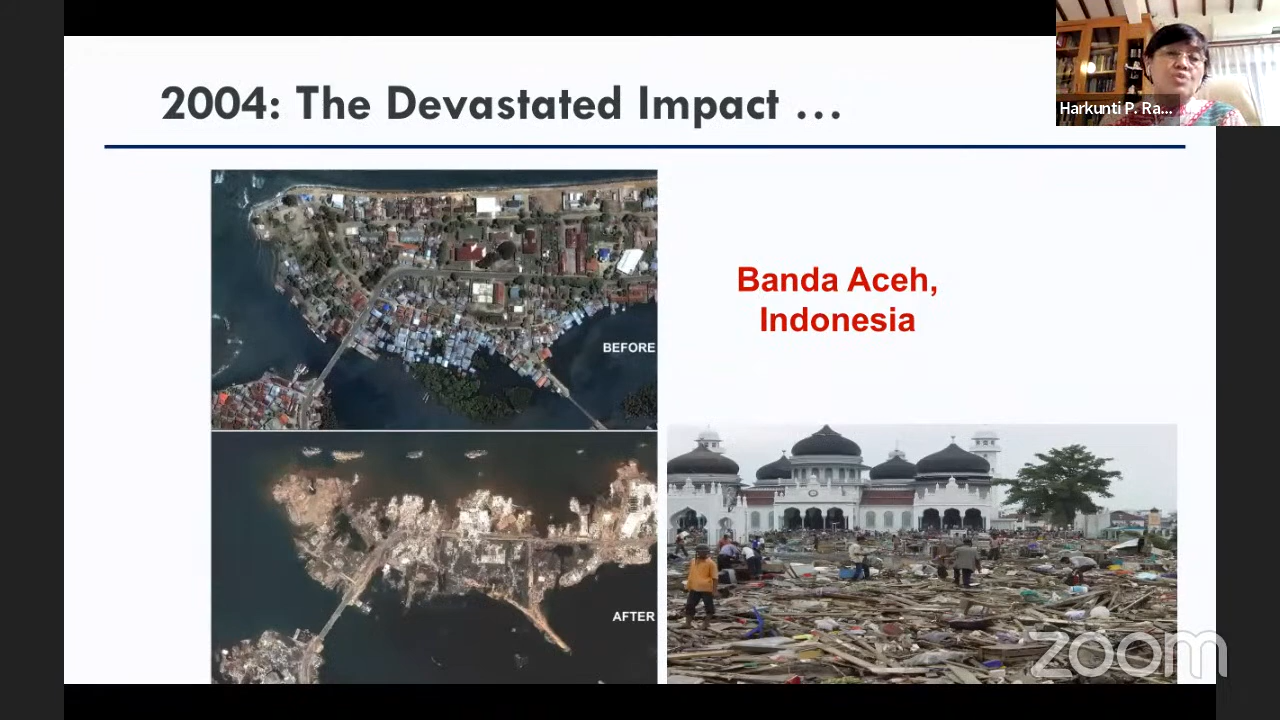 2004: The Devastated Impact …
Harkunti P. Ra...
BEFORE
Banda Aceh,
Indonesia
AFTER
zoom